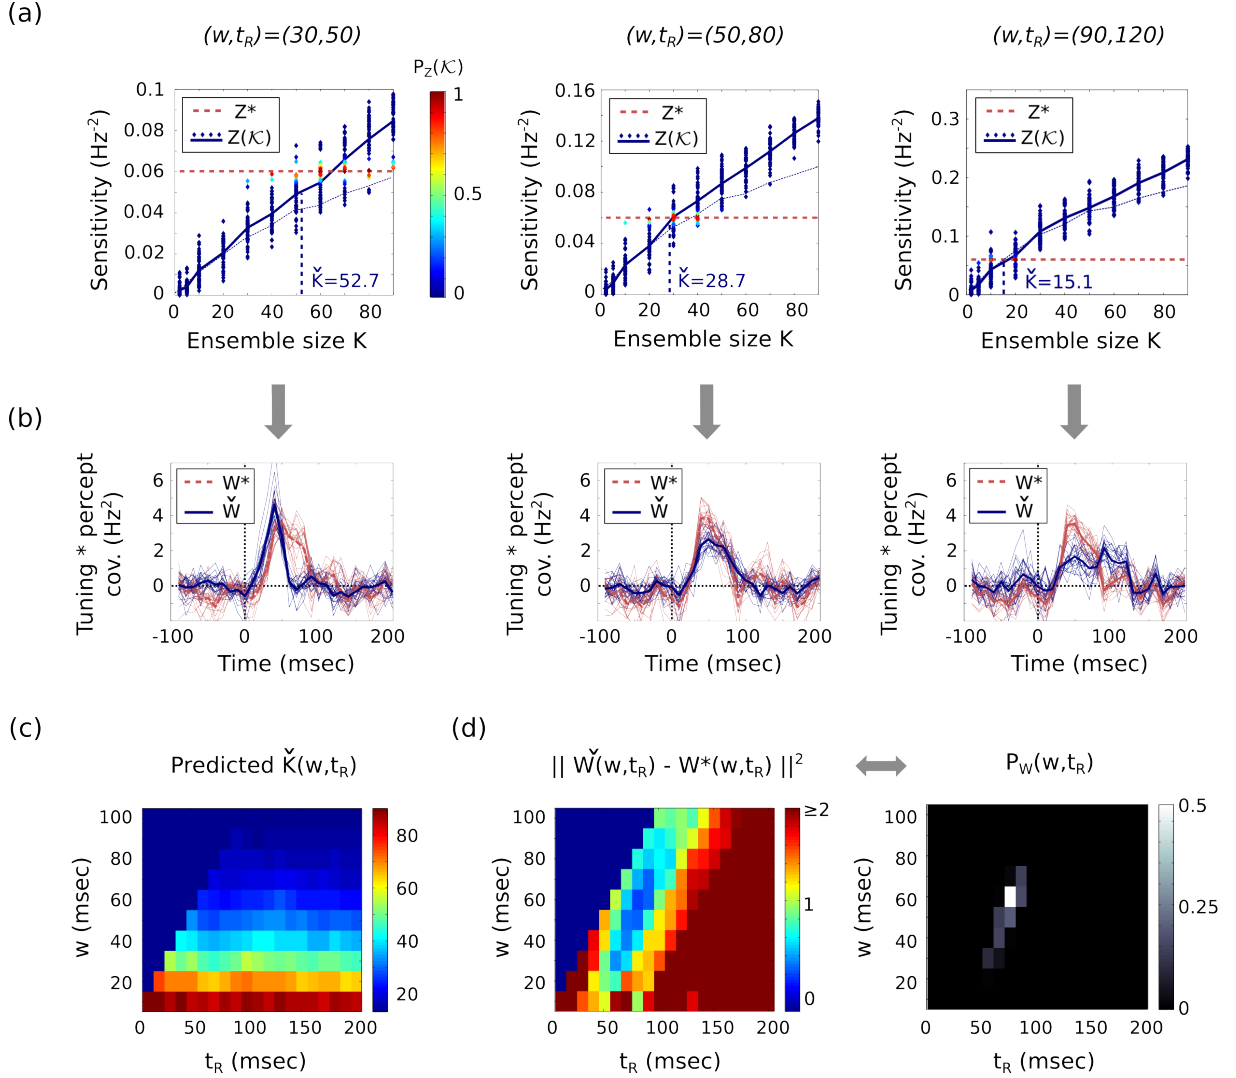 (a)
(w,tR)=(30,50)
(w,tR)=(50,80)
(w,tR)=(90,120)
PZ(𝒦)
Sensitivity (Hz-2)
0.1
0.08
0.06
0.04
0.02
0
Z*
Z(𝒦)
Ǩ=52.7
0 20 40 60 80
Ensemble size K
1
0.5
0
Sensitivity (Hz-2)
0.16
0.12
0.08
0.04
0
Z*
Z(𝒦)
Ǩ=28.7
0 20 40 60 80
Ensemble size K
Sensitivity (Hz-2)
0.3
0.2
0.1
0
Z*
Z(𝒦)
Ǩ=15.1
0 20 40 60 80
Ensemble size K
(b)
Tuning * percept
cov. (Hz2)
6
4
2
0
W*
W̌
-100 0 100 200
Time (msec)
Tuning * percept
cov. (Hz2)
6
4
2
0
W*
W̌
-100 0 100 200
Time (msec)
Tuning * percept
cov. (Hz2)
6
4
2
0
W*
W̌
-100 0 100 200
Time (msec)
(c)
Predicted Ǩ(w,tR)
w (msec)
100
80
60
40
20
0 50 100 150 200
tR (msec)
80
60
40
20
(d)
|| W̌(w,tR) - W*(w,tR) ||2
w (msec)
100
80
60
40
20
0 50 100 150 200
tR (msec)
≥2
1
0
PW(w,tR)
w (msec)
100
80
60
40
20
0 50 100 150 200
tR (msec)
0.5
0.25
0